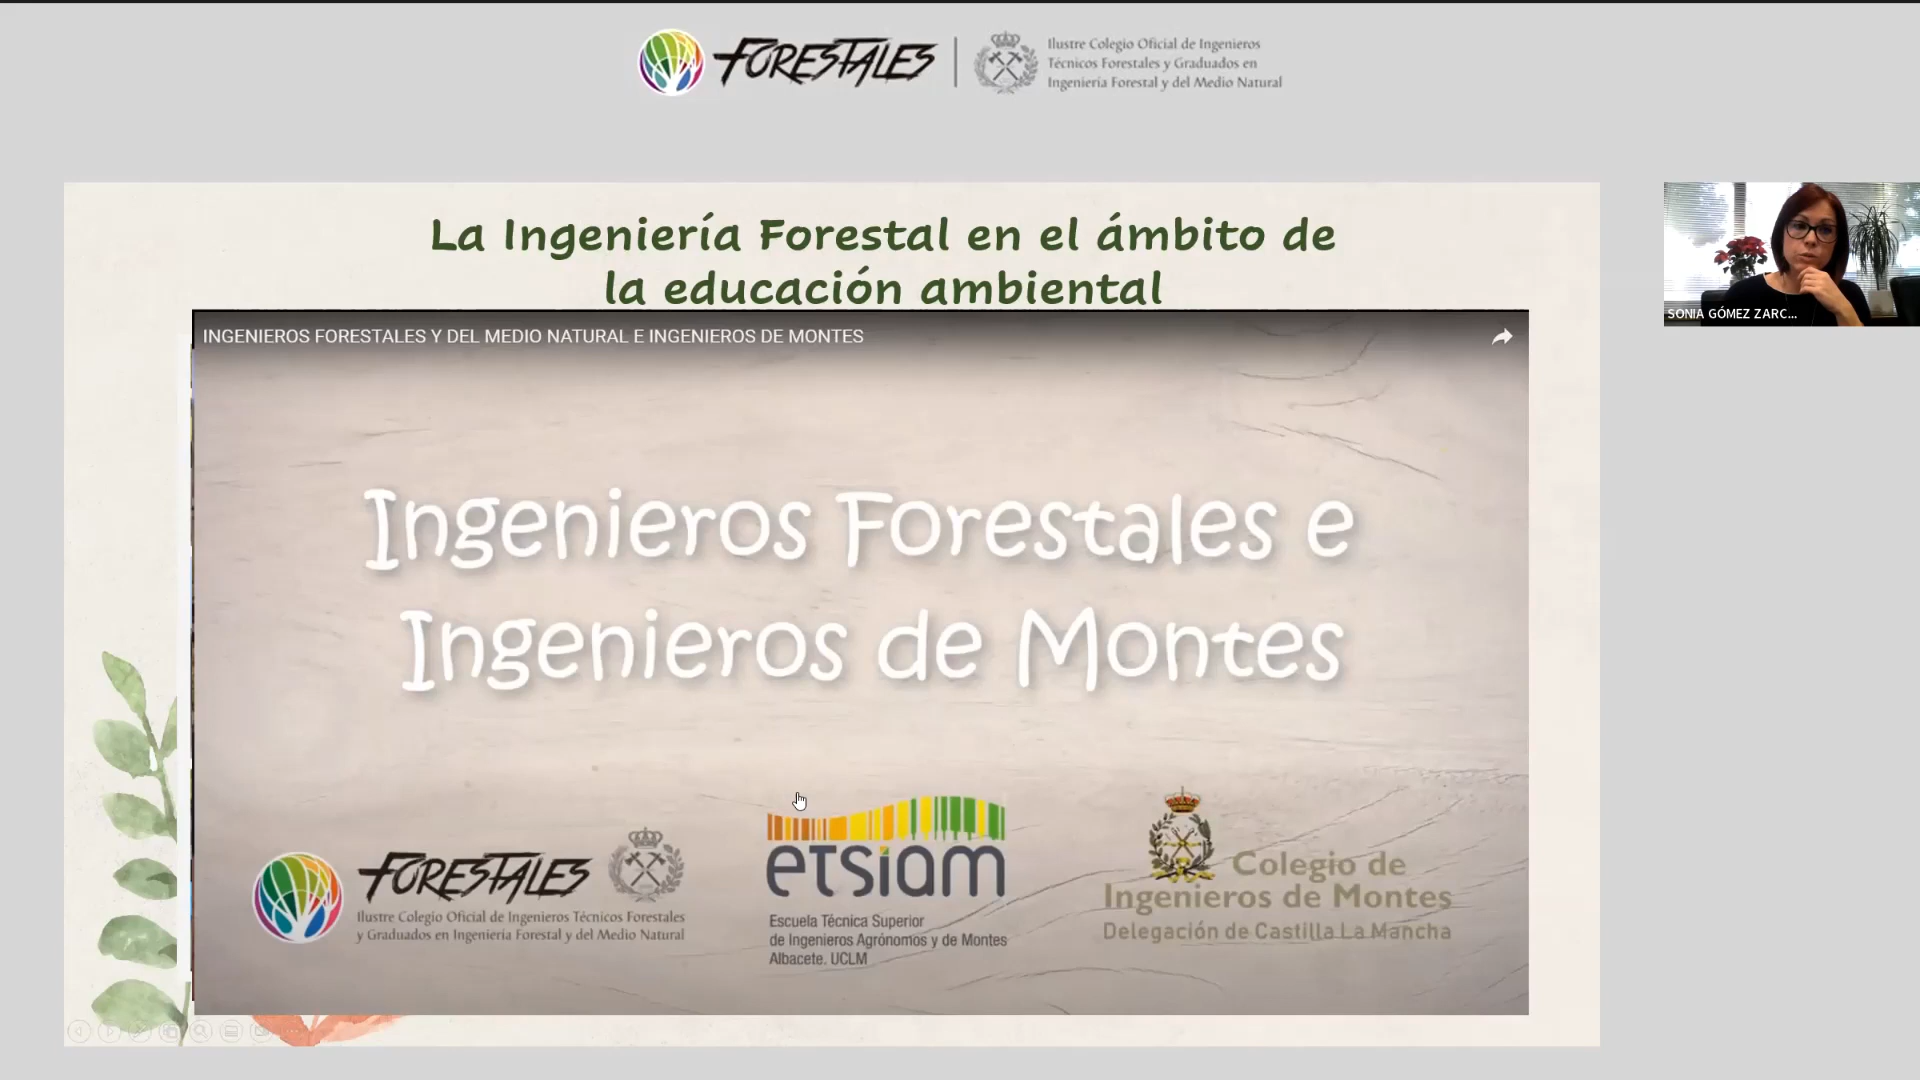 FORESTALES
Ilustre Colegio Oficial de Ingenieros
Técnicos Forestales y Graduados en
Ingeniería Forestal y del Medio Natural
La Ingeniería Forestal en el ámbito de
la educación ambiental
SONIA GÓMEZ ZARC...
INGENIEROS FORESTALES Y DEL MEDIO NATURAL E INGENIEROS DE MONTES
Ingenieros Forestales e
Ingenieros de Montes
FORESTALES
Ilustre Colegio Oficial de Ingenieros Técnicos Forestales
y Graduados en Ingeniería Forestal y del Medio Natural
etsiam
Escuela Técnica Superior
de Ingenieros Agrónomos y de Montes
Albacete. UCLM
Colegio de
Ingenieros de Montes
Delegación de Castilla La Mancha